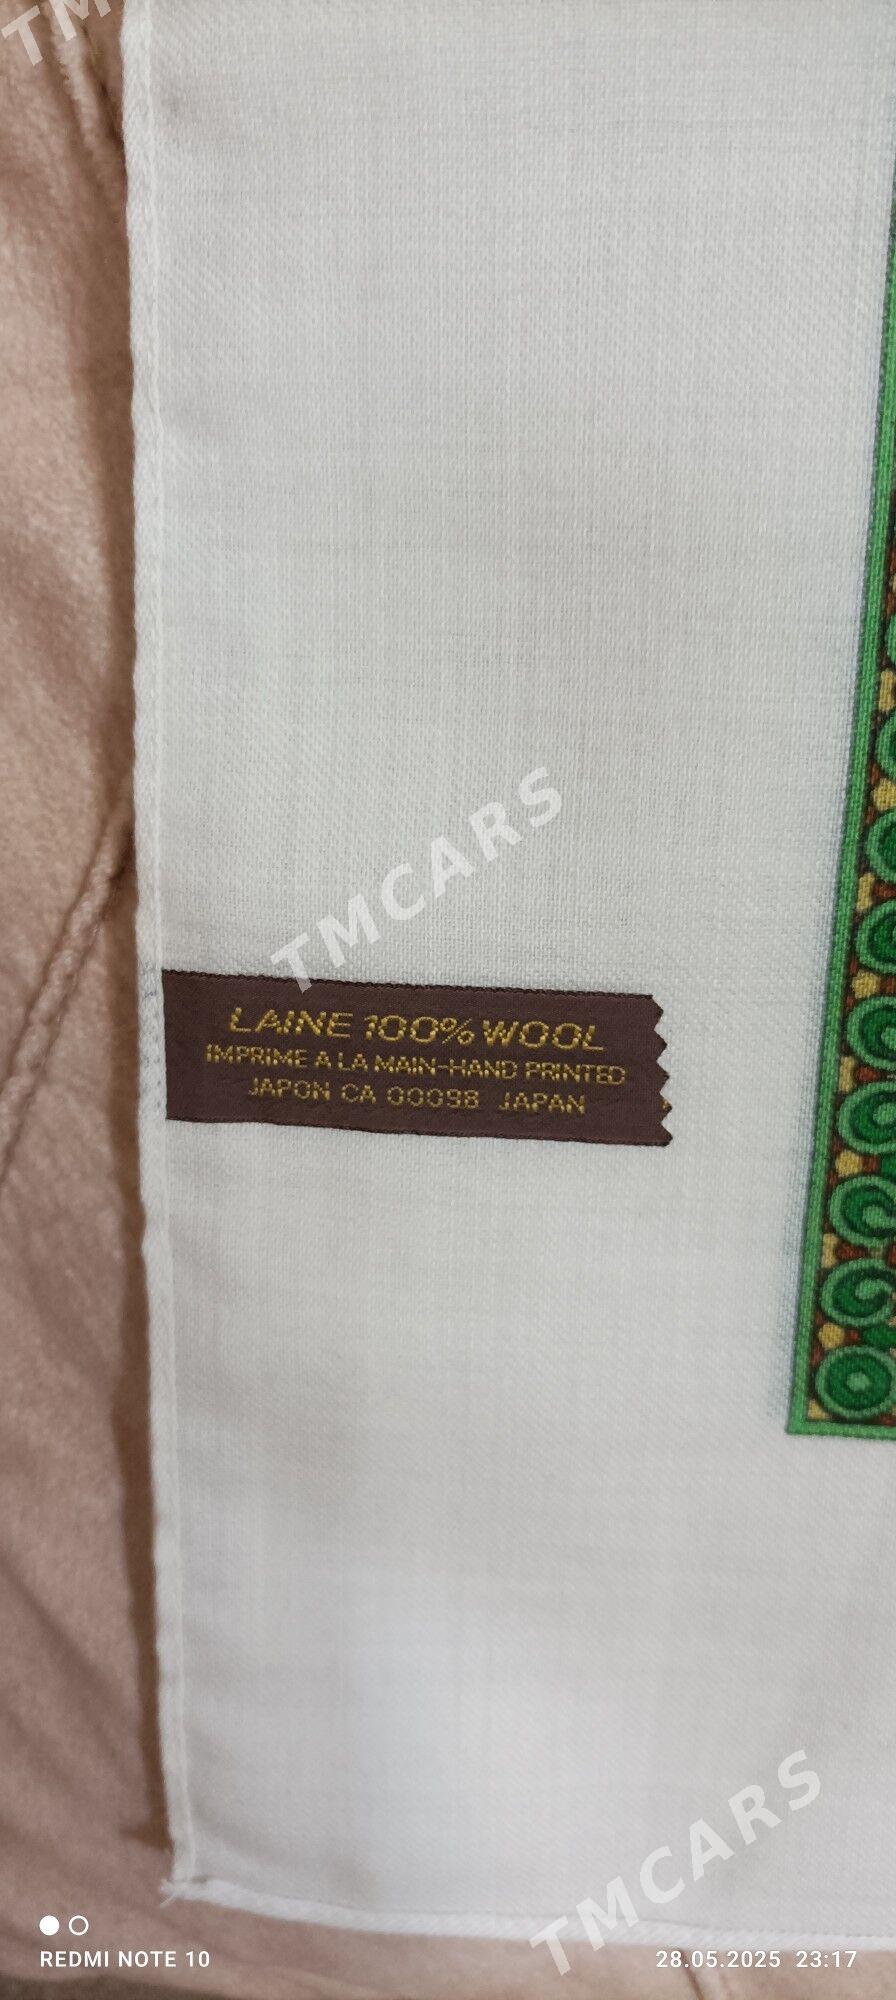 TMCARS
LAINE 100% WOOL
IMPRIME A LA MAIN-HAND PRINTED
JAPON CA 00098 JAPAN
TMCARS
REDMI NOTE 10
28.05.2025 23:17